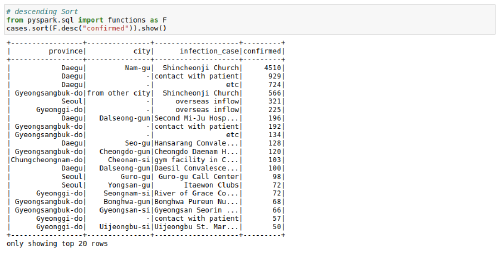 # descending Sort
from pyspark.sql import functions as F
cases.sort(F.desc("confirmed")).show()
+----------------+---------------+--------------------+---------+
|        province|           city|      infection_case|confirmed|
+----------------+---------------+--------------------+---------+
|           Daegu|         Nam-gu|  Shincheonji Church|     4510|
|           Daegu|              -|contact with patient|      929|
|           Daegu|              -|                 etc|      724|
|Gyeongsangbuk-do|from other city|  Shincheonji Church|      566|
|           Seoul|              -|     overseas inflow|      321|
|     Gyeonggi-do|              -|     overseas inflow|      225|
|           Daegu|   Dalseong-gun|Second Mi-Ju Hosp...|      196|
|Gyeongsangbuk-do|              -|contact with patient|      192|
|Gyeongsangbuk-do|              -|                 etc|      134|
|           Daegu|         Seo-gu|Hansarang Convale...|      128|
|Gyeongsangbuk-do|   Cheongdo-gun|Cheongdo Daenam H...|      120|
|Chungcheongnam-do|     Cheonan-si|gym facility in C...|      103|
|           Daegu|   Dalseong-gun|Daesil Convalesce...|      100|
|           Seoul|        Guro-gu| Guro-gu Call Center|       98|
|           Seoul|     Yongsan-gu|       Itaewon Clubs|       72|
|     Gyeonggi-do|    Seongnam-si|River of Grace Co...|       72|
|Gyeongsangbuk-do|    Bonghwa-gun|Bonghwa Pureun Nu...|       68|
|Gyeongsangbuk-do|   Gyeongsan-si|Gyeongsan Seorin ...|       66|
|     Gyeonggi-do|              -|contact with patient|       57|
|     Gyeonggi-do|   Uijeongbu-si|Uijeongbu St. Mar...|       50|
+----------------+---------------+--------------------+---------+
only showing top 20 rows